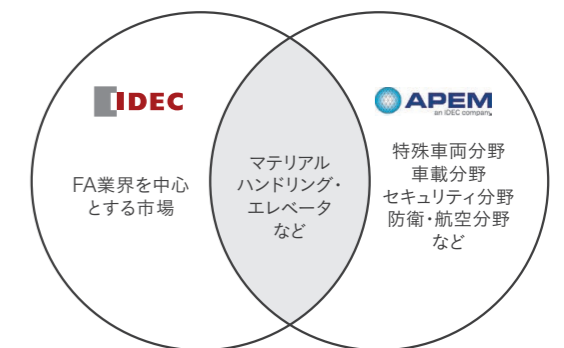 IDEC
FA業界を中心
とする市場
マテリアル
ハンドリング・
エレベータ
など
APEM
an IDEC company
特殊車両分野
車載分野
セキュリティ分野
防衛・航空分野
など